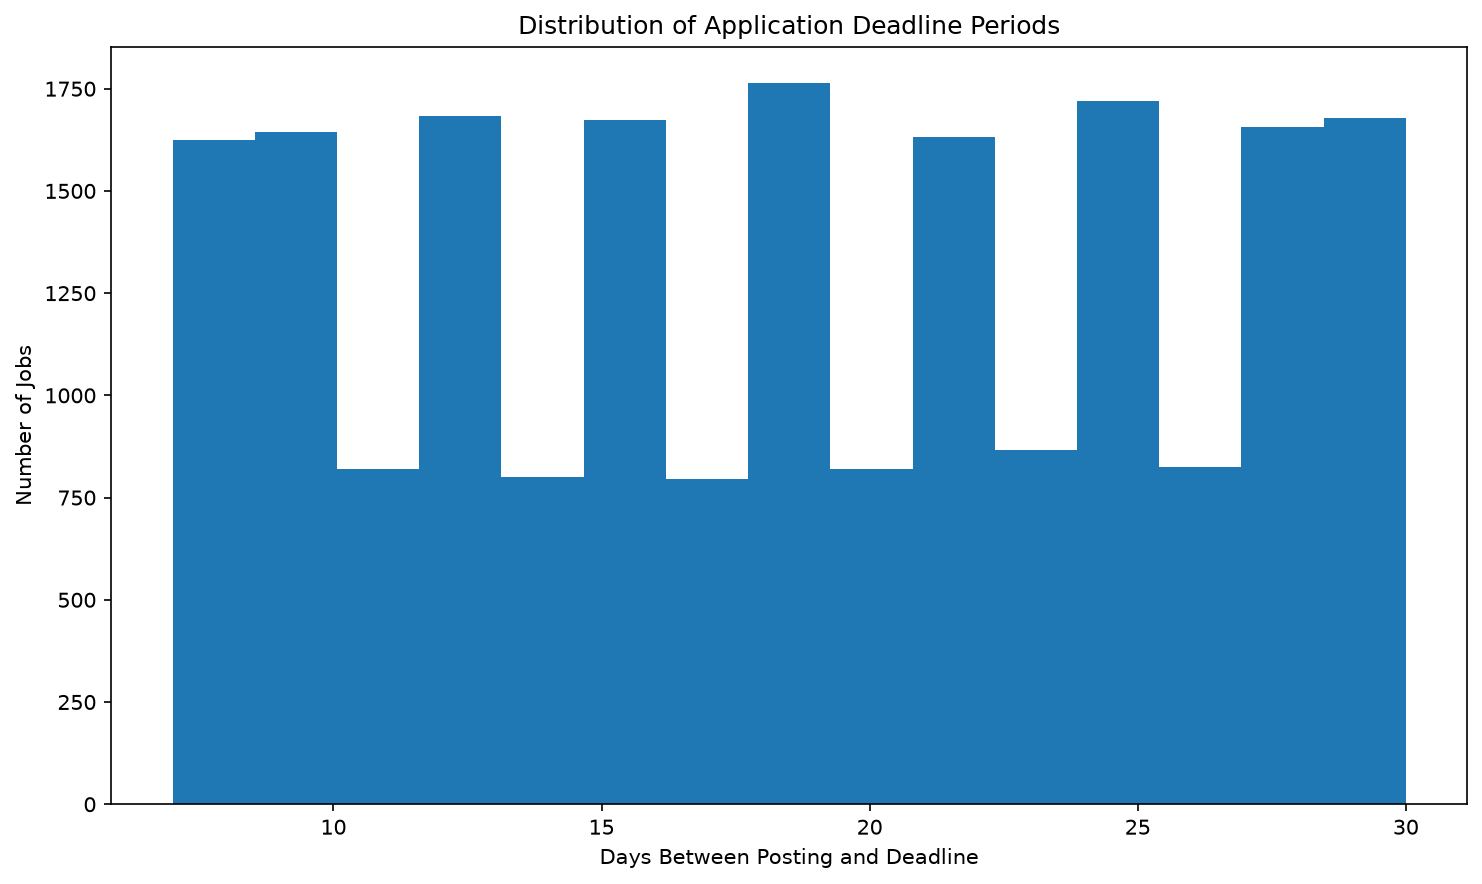 Distribution of Application Deadline Periods
1750
1500
1250
1000
750
500
250
0
Number of Jobs
10 15 20 25 30
Days Between Posting and Deadline